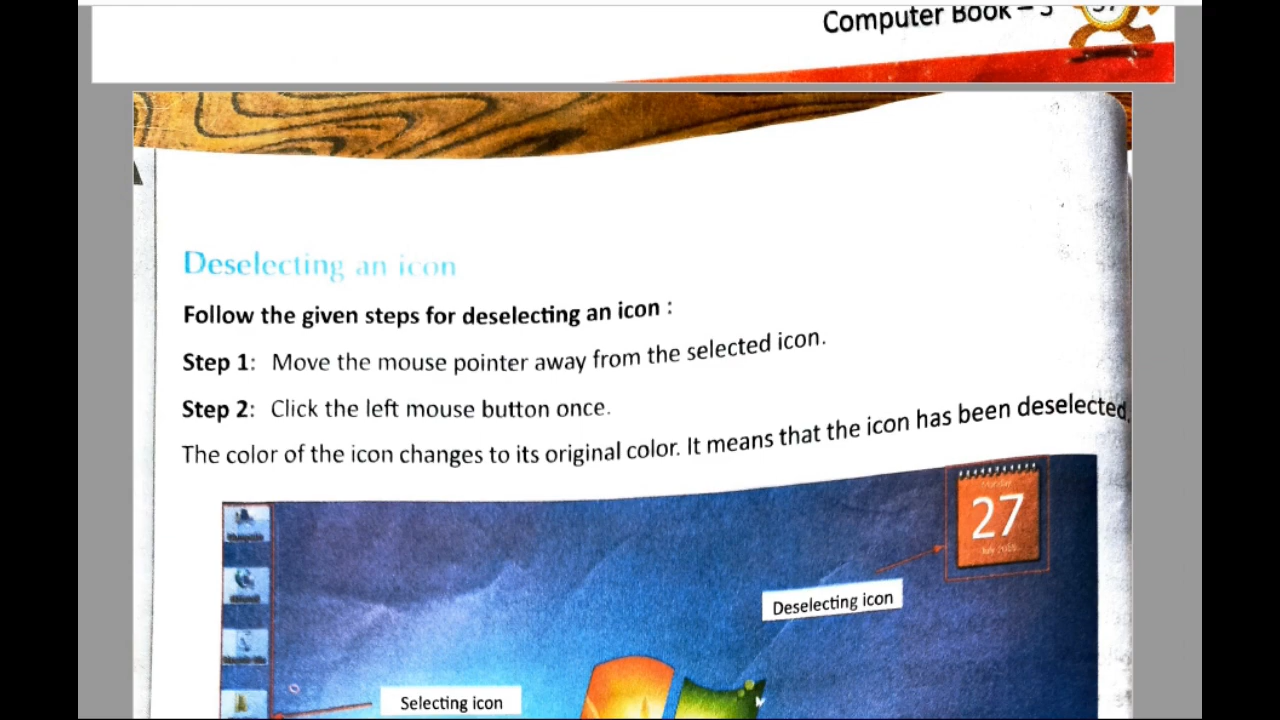 Computer Book – 3
Deselecting an icon
Follow the given steps for deselecting an icon :
Step 1: Move the mouse pointer away from the selected icon.
Step 2: Click the left mouse button once.
The color of the icon changes to its original color. It means that the icon has been deselected.
Monday
27
Deselecting icon
Selecting icon